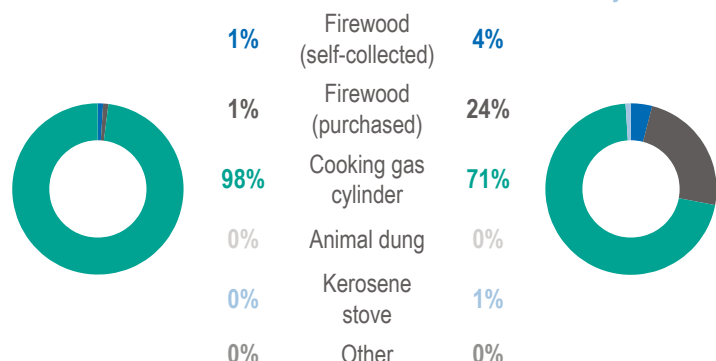 1% Firewood (self-collected) 4%
1% Firewood (purchased) 24%
98% Cooking gas cylinder 71%
0% Animal dung 0%
0% Kerosene stove 1%
0% Other 0%